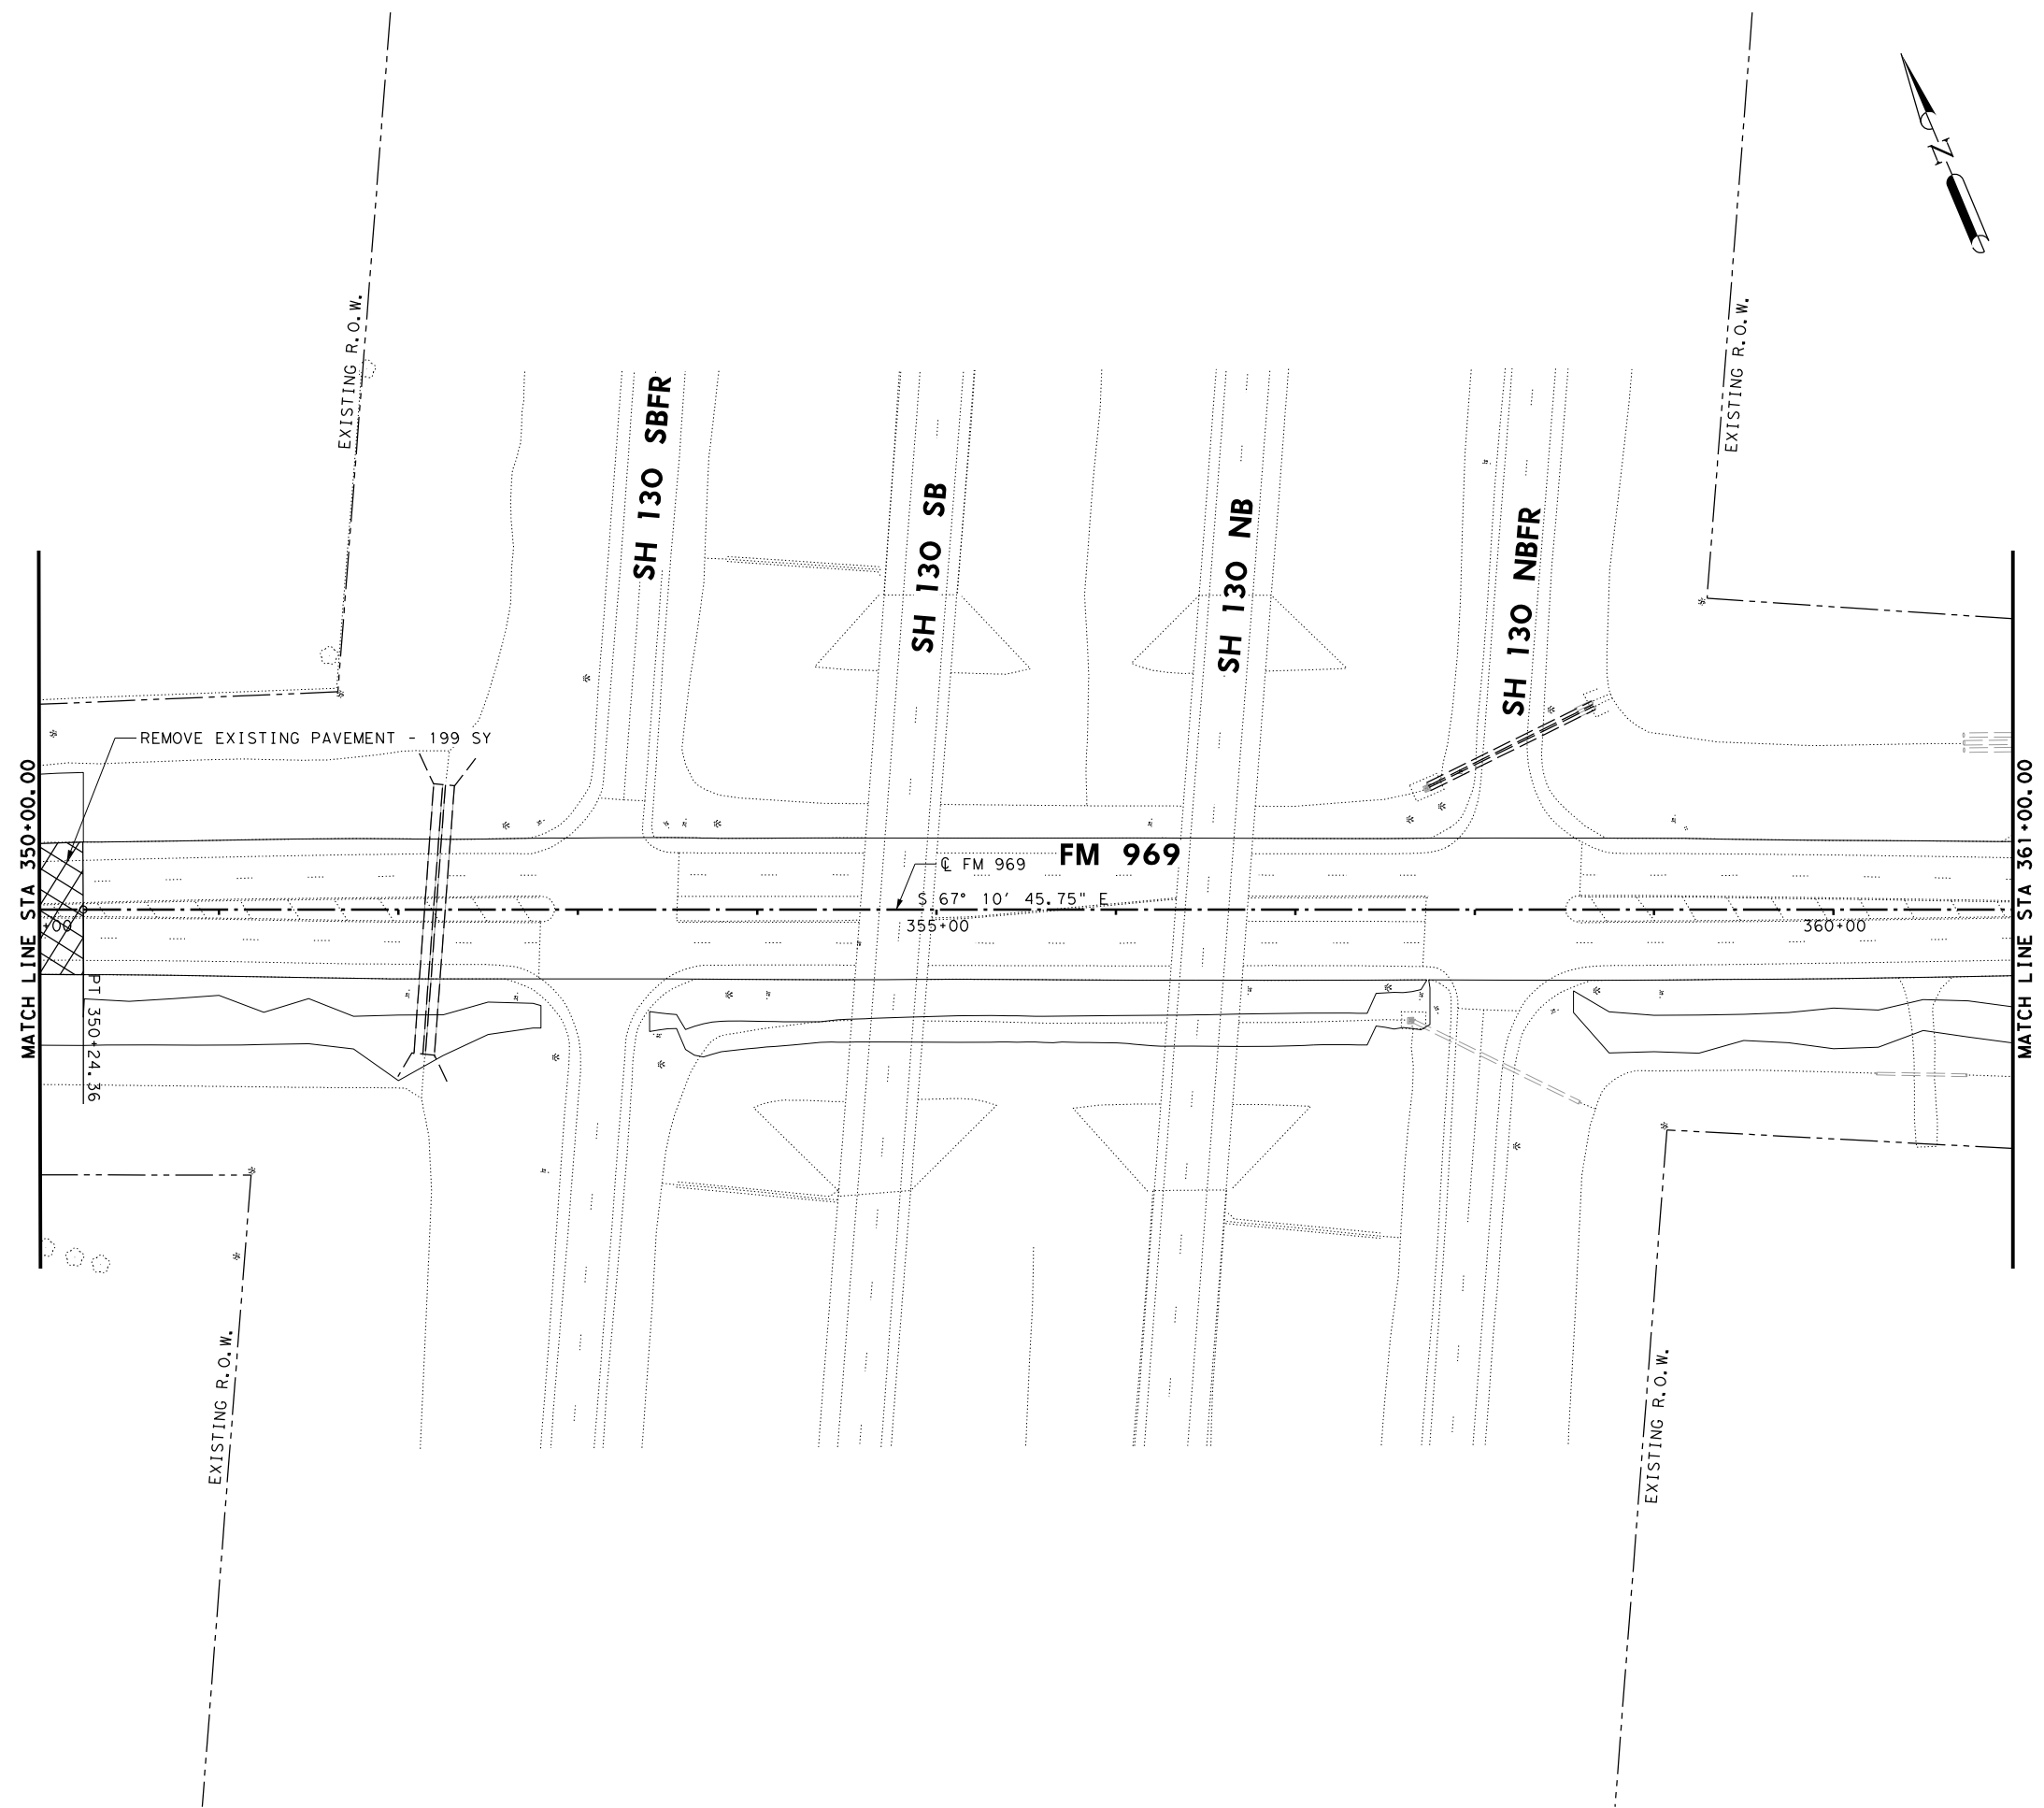 N
EXISTING R.O.W.
EXISTING R.O.W.
SH 130 SBFR
SH 130 SB
SH 130 NB
SH 130 NBFR
REMOVE EXISTING PAVEMENT - 199 SY
MATCH LINE STA 350+00.00
MATCH LINE STA 361+00.00
℄ FM 969
FM 969
S 67° 10' 45.75" E
+00
355+00
360+00
PT 350+24.36
EXISTING R.O.W.
EXISTING R.O.W.